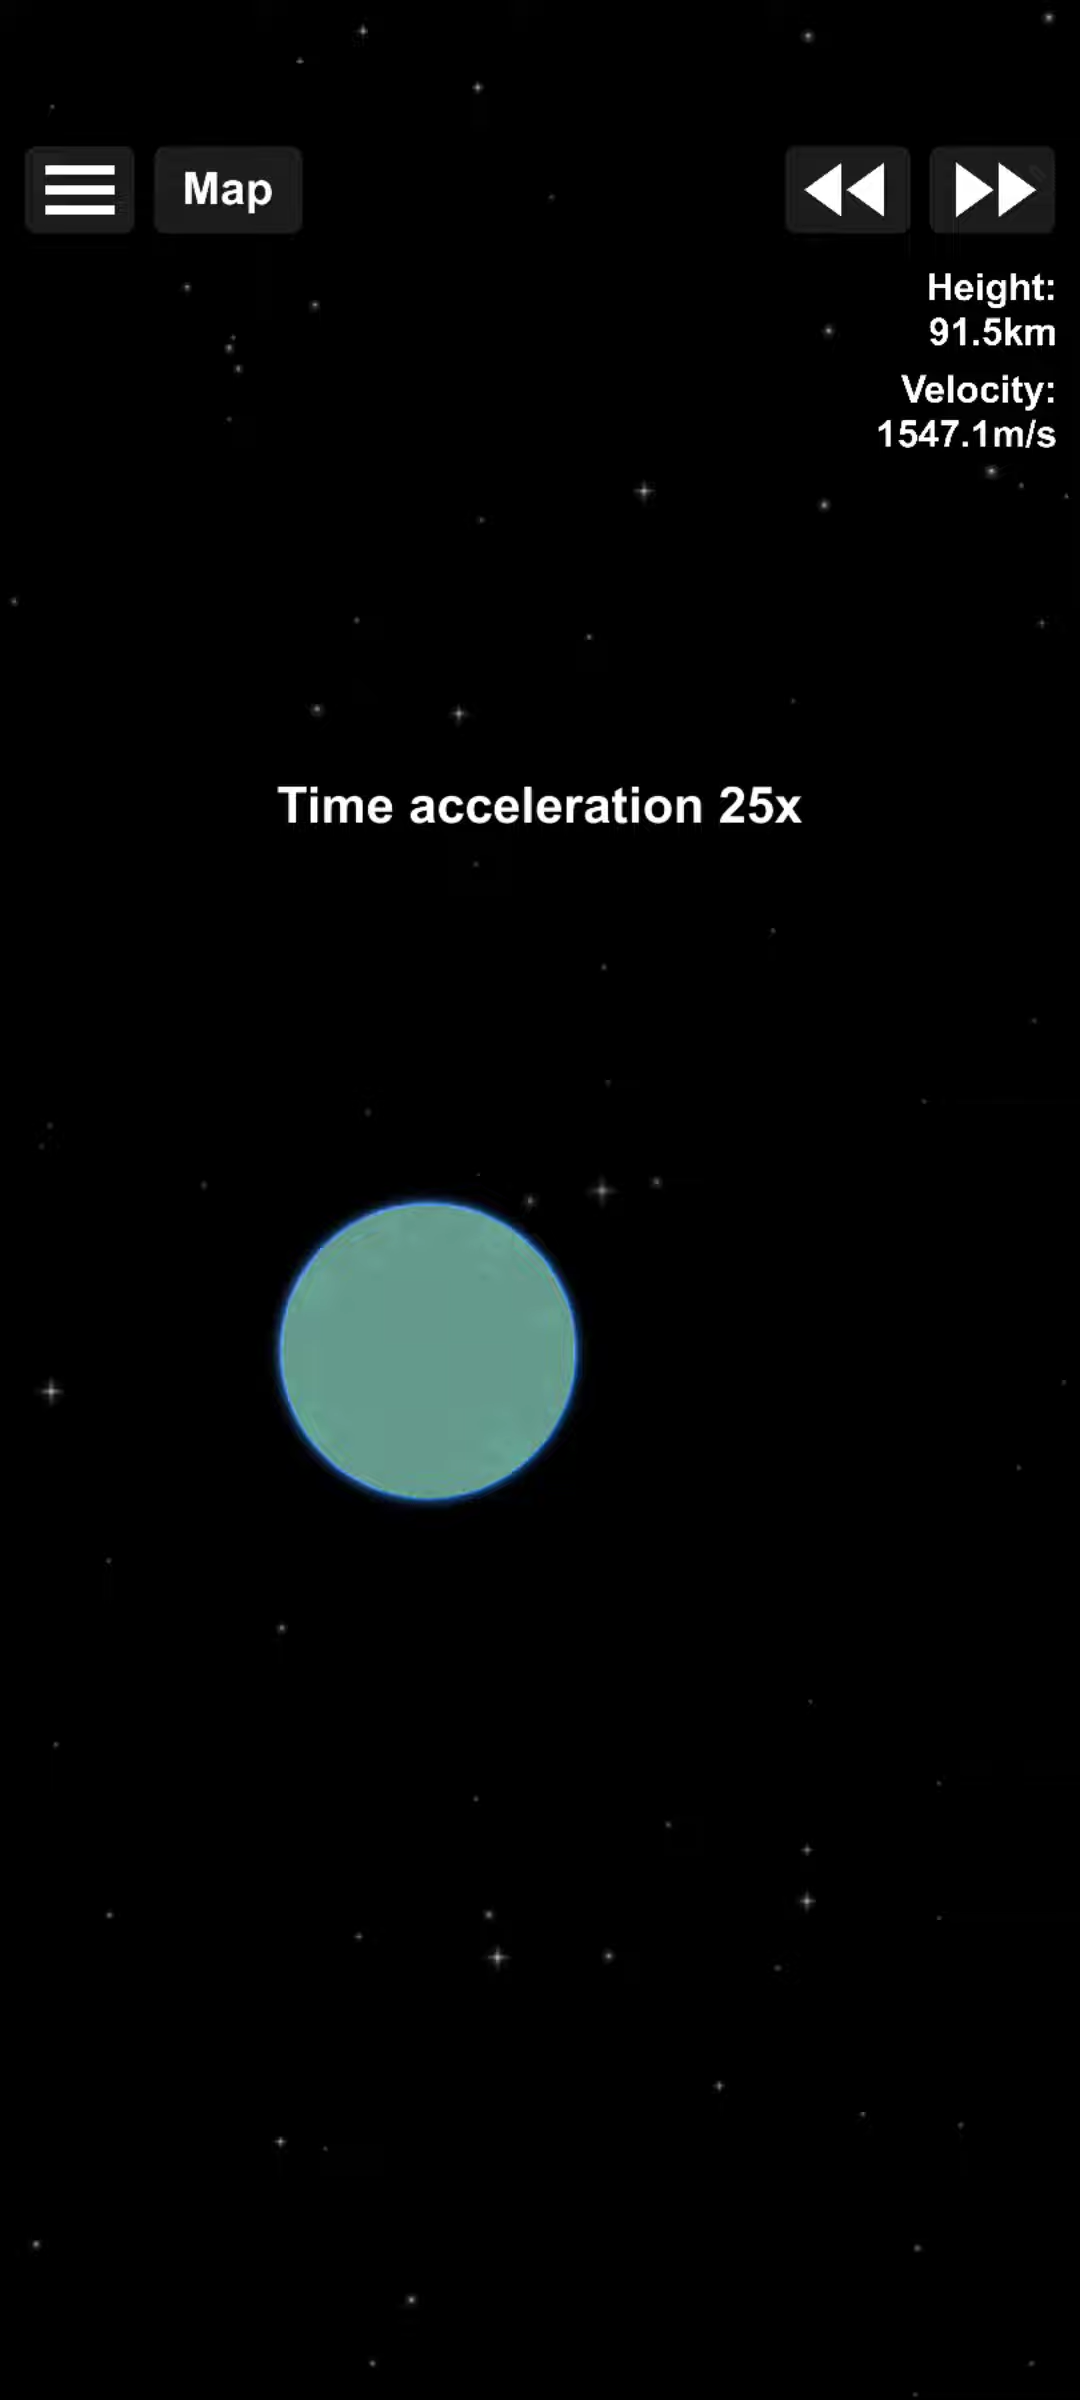 Map
Height:
91.5km
Velocity:
1547.1m/s
Time acceleration 25x